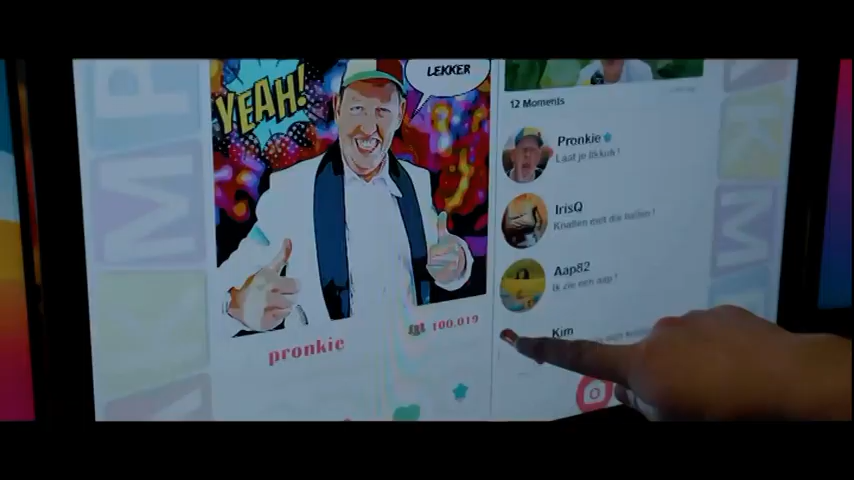 YEAH!
LEKKER
pronkie
100.019
12 Moments
Pronkie
Laat je
IrisQ
Knallen met die ballen!
Aap82
Ik zie een aap!
Kim